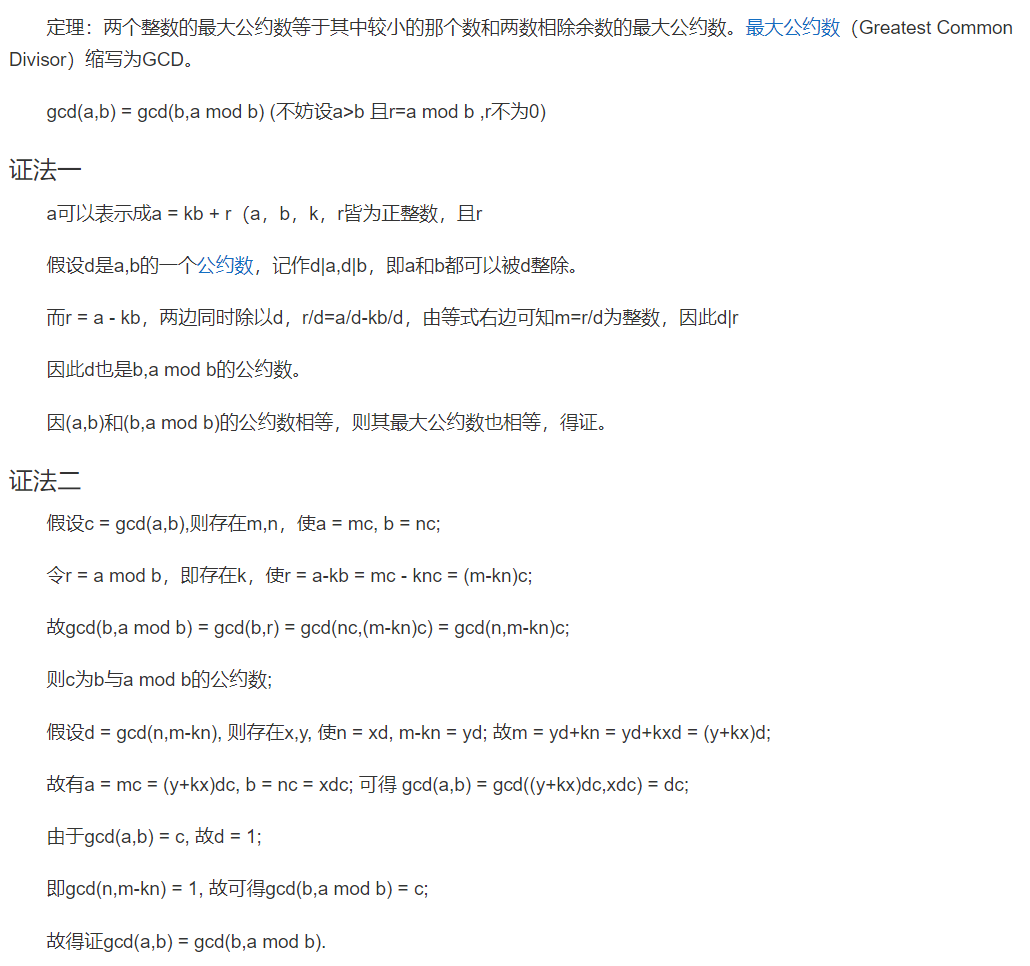 定理：两个整数的最大公约数等于其中较小的那个数和两数相除余数的最大公约数。最大公约数（Greatest Common
Divisor）缩写为GCD。
gcd(a,b) = gcd(b,a mod b) (不妨设a>b 且r=a mod b ,r不为0)
证法一
a可以表示成a = kb + r（a，b，k，r皆为正整数，且r
假设d是a,b的一个公约数，记作d|a,d|b，即a和b都可以被d整除。
而r = a - kb，两边同时除以d，r/d=a/d-kb/d，由等式右边可知m=r/d为整数，因此d|r
因此d也是b,a mod b的公约数。
因(a,b)和(b,a mod b)的公约数相等，则其最大公约数也相等，得证。
证法二
假设c = gcd(a,b),则存在m,n，使a = mc, b = nc;
令r = a mod b，即存在k，使r = a-kb = mc - knc = (m-kn)c;
故gcd(b,a mod b) = gcd(b,r) = gcd(nc,(m-kn)c) = gcd(n,m-kn)c;
则c为b与a mod b的公约数;
假设d = gcd(n,m-kn), 则存在x,y, 使n = xd, m-kn = yd; 故m = yd+kn = yd+kxd = (y+kx)d;
故有a = mc = (y+kx)dc, b = nc = xdc; 可得 gcd(a,b) = gcd((y+kx)dc,xdc) = dc;
由于gcd(a,b) = c, 故d = 1;
即gcd(n,m-kn) = 1, 故可得gcd(b,a mod b) = c;
故得证gcd(a,b) = gcd(b,a mod b).